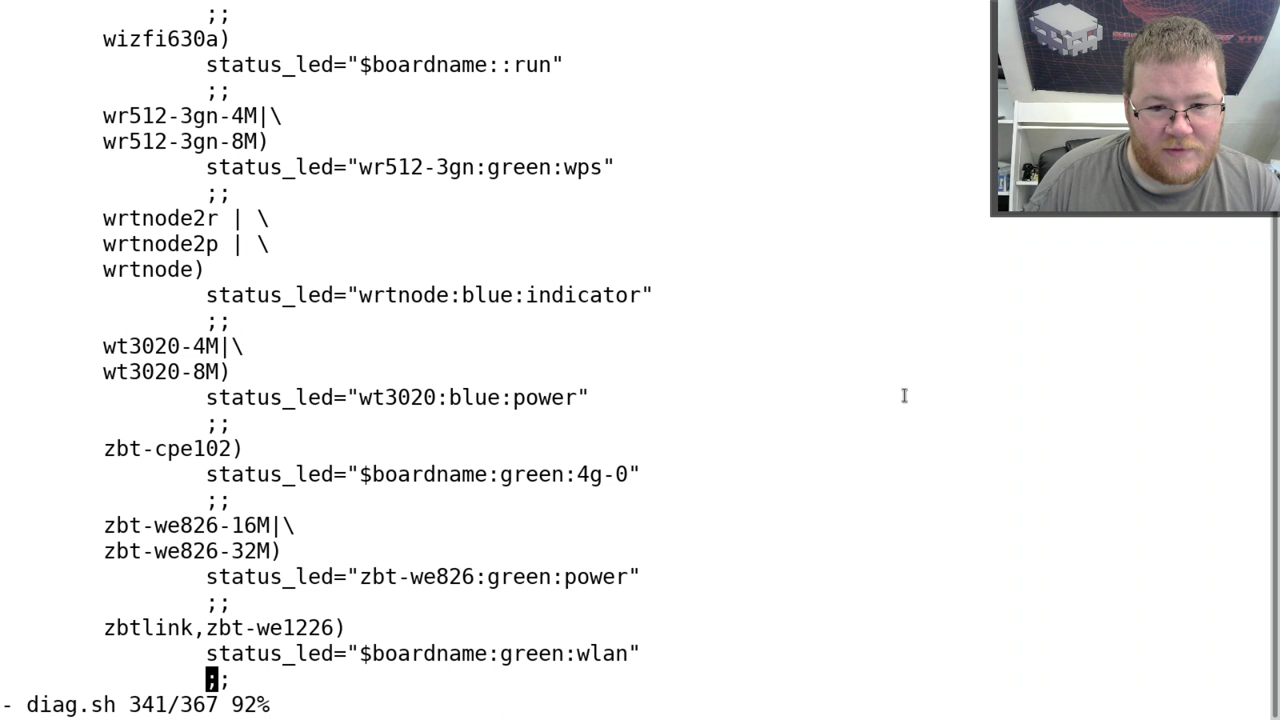 ;;
wizfi630a)
status_led="$boardname::run"
;;
wr512-3gn-4M|\
wr512-3gn-8M)
status_led="wr512-3gn:green:wps"
;;
wrtnode2r | \
wrtnode2p | \
wrtnode)
status_led="wrtnode:blue:indicator"
;;
wt3020-4M|\
wt3020-8M)
status_led="wt3020:blue:power"
;;
zbt-cpe102)
status_led="$boardname:green:4g-0"
;;
zbt-we826-16M|\
zbt-we826-32M)
status_led="zbt-we826:green:power"
;;
zbtlink,zbt-we1226)
status_led="$boardname:green:wlan"
;;
- diag.sh 341/367 92%